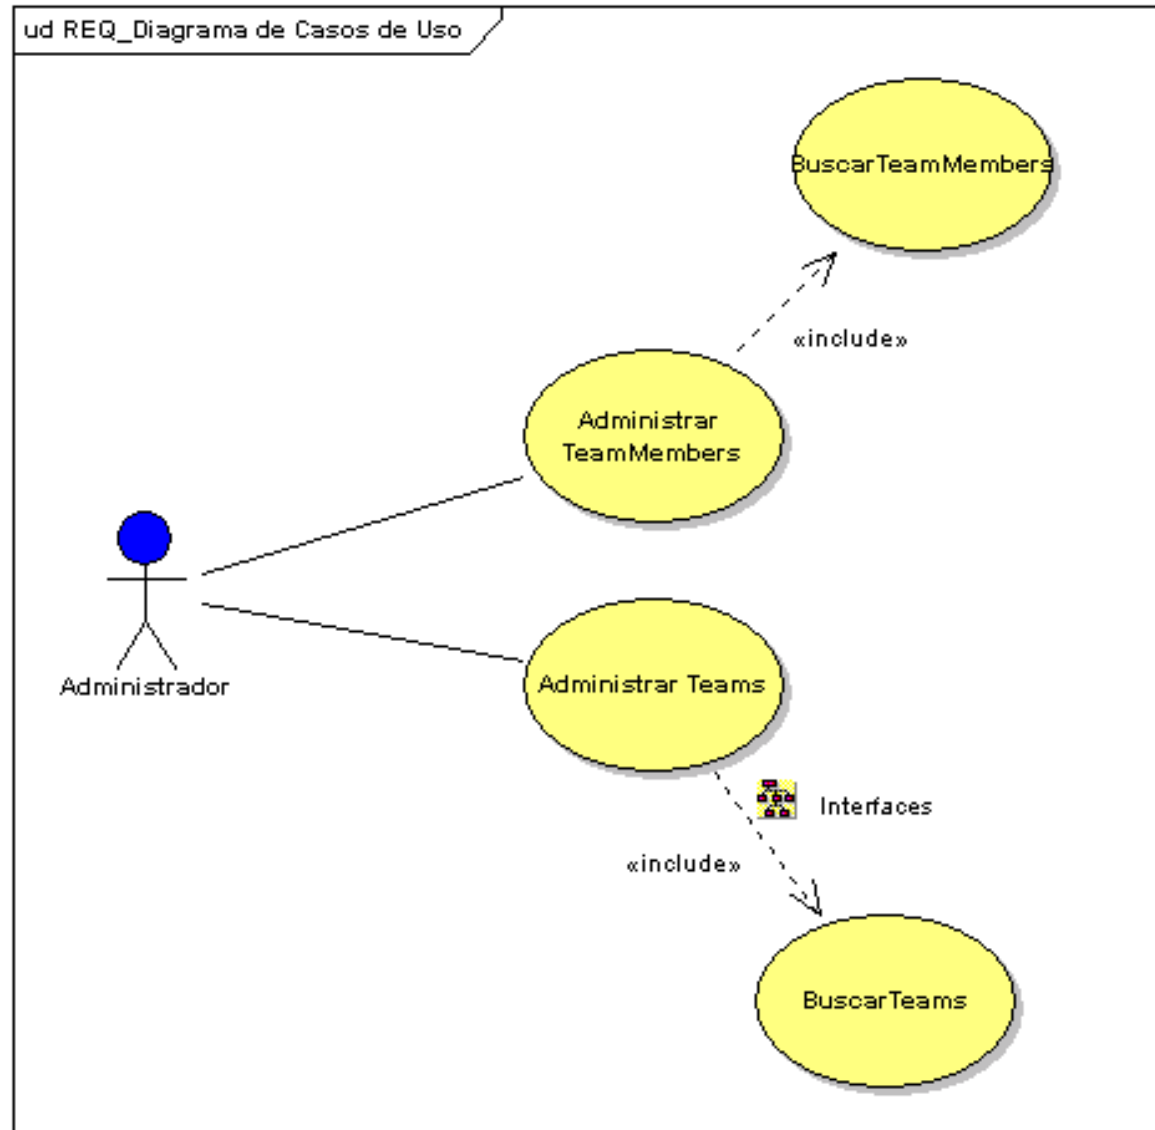 ud REQ_Diagrama de Casos de Uso
BuscarTeamMembers
«include»
Administrar
TeamMembers
Administrador
Administrar Teams
Interfaces
«include»
BuscarTeams